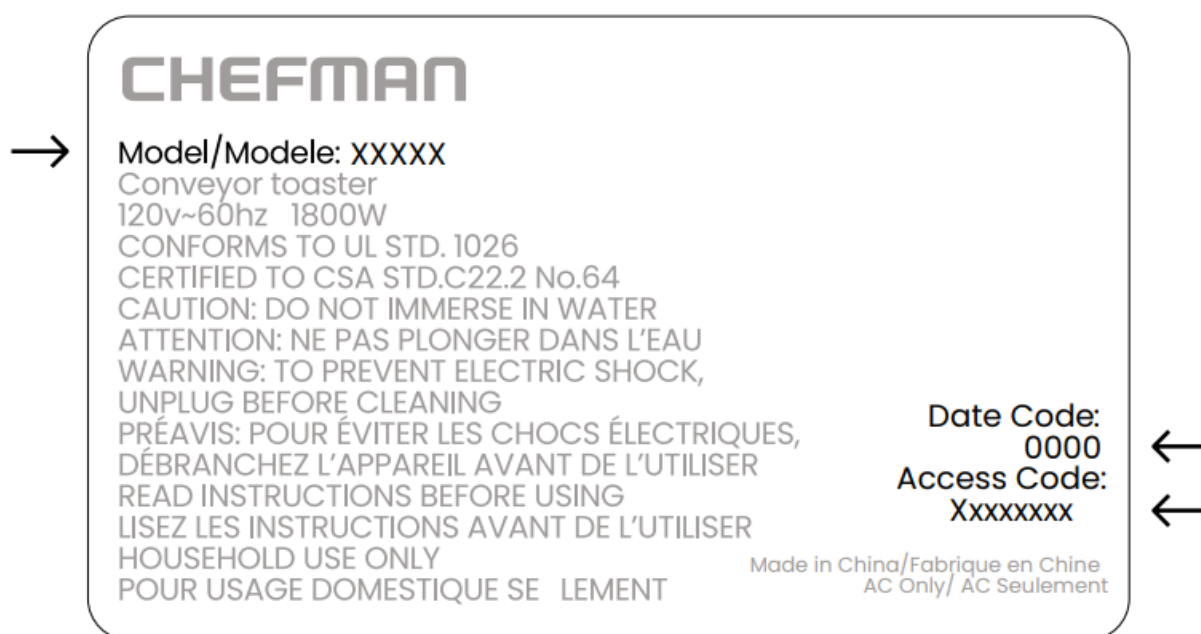 CHEFMAN
Model/Modele: XXXXX
Conveyor toaster
120v~60hz 1800W
CONFORMS TO UL STD. 1026
CERTIFIED TO CSA STD.C22.2 No.64
CAUTION: DO NOT IMMERSE IN WATER
ATTENTION: NE PAS PLONGER DANS L'EAU
WARNING: TO PREVENT ELECTRIC SHOCK,
UNPLUG BEFORE CLEANING
PRÉAVIS: POUR ÉVITER LES CHOCS ÉLECTRIQUES,
DÉBRANCHEZ L'APPAREIL AVANT DE L'UTILISER
READ INSTRUCTIONS BEFORE USING
LISEZ LES INSTRUCTIONS AVANT DE L'UTILISER
HOUSEHOLD USE ONLY
POUR USAGE DOMESTIQUE SE LEMENT
Date Code:
0000
Access Code:
Xxxxxxxx
Made in China/Fabrique en Chine
AC Only/ AC Seulement